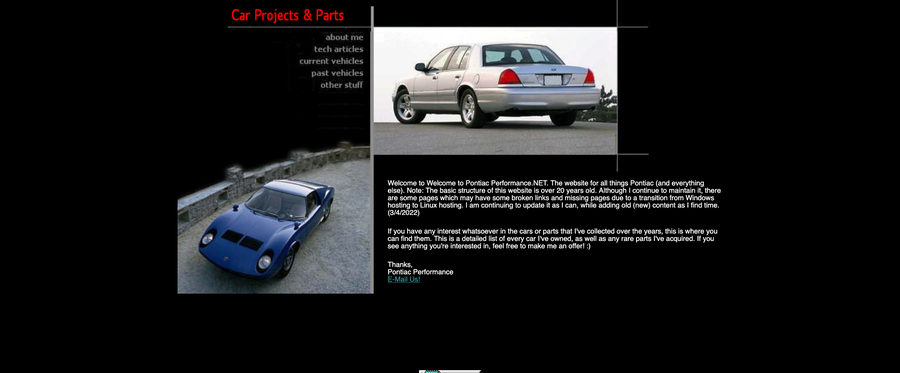 Car Projects & Parts
about me
tech articles
current vehicles
past vehicles
other stuff
Welcome to Welcome to Pontiac Performance.NET. The website for all things Pontiac (and everything
else). Note: The basic structure of this website is over 20 years old. Although I continue to maintain it, there
are some pages which may have some broken links and missing pages due to a transition from Windows
hosting to Linux hosting. I am continuing to update it as I can, while adding old (new) content as I find time.
(3/4/2022)
If you have any interest whatsoever in the cars or parts that I've collected over the years, this is where you
can find them. This is a detailed list of every car I've owned, as well as any rare parts I've acquired. If you
see anything you're interested in, feel free to make me an offer! :)
Thanks,
Pontiac Performance
E-Mail Us!